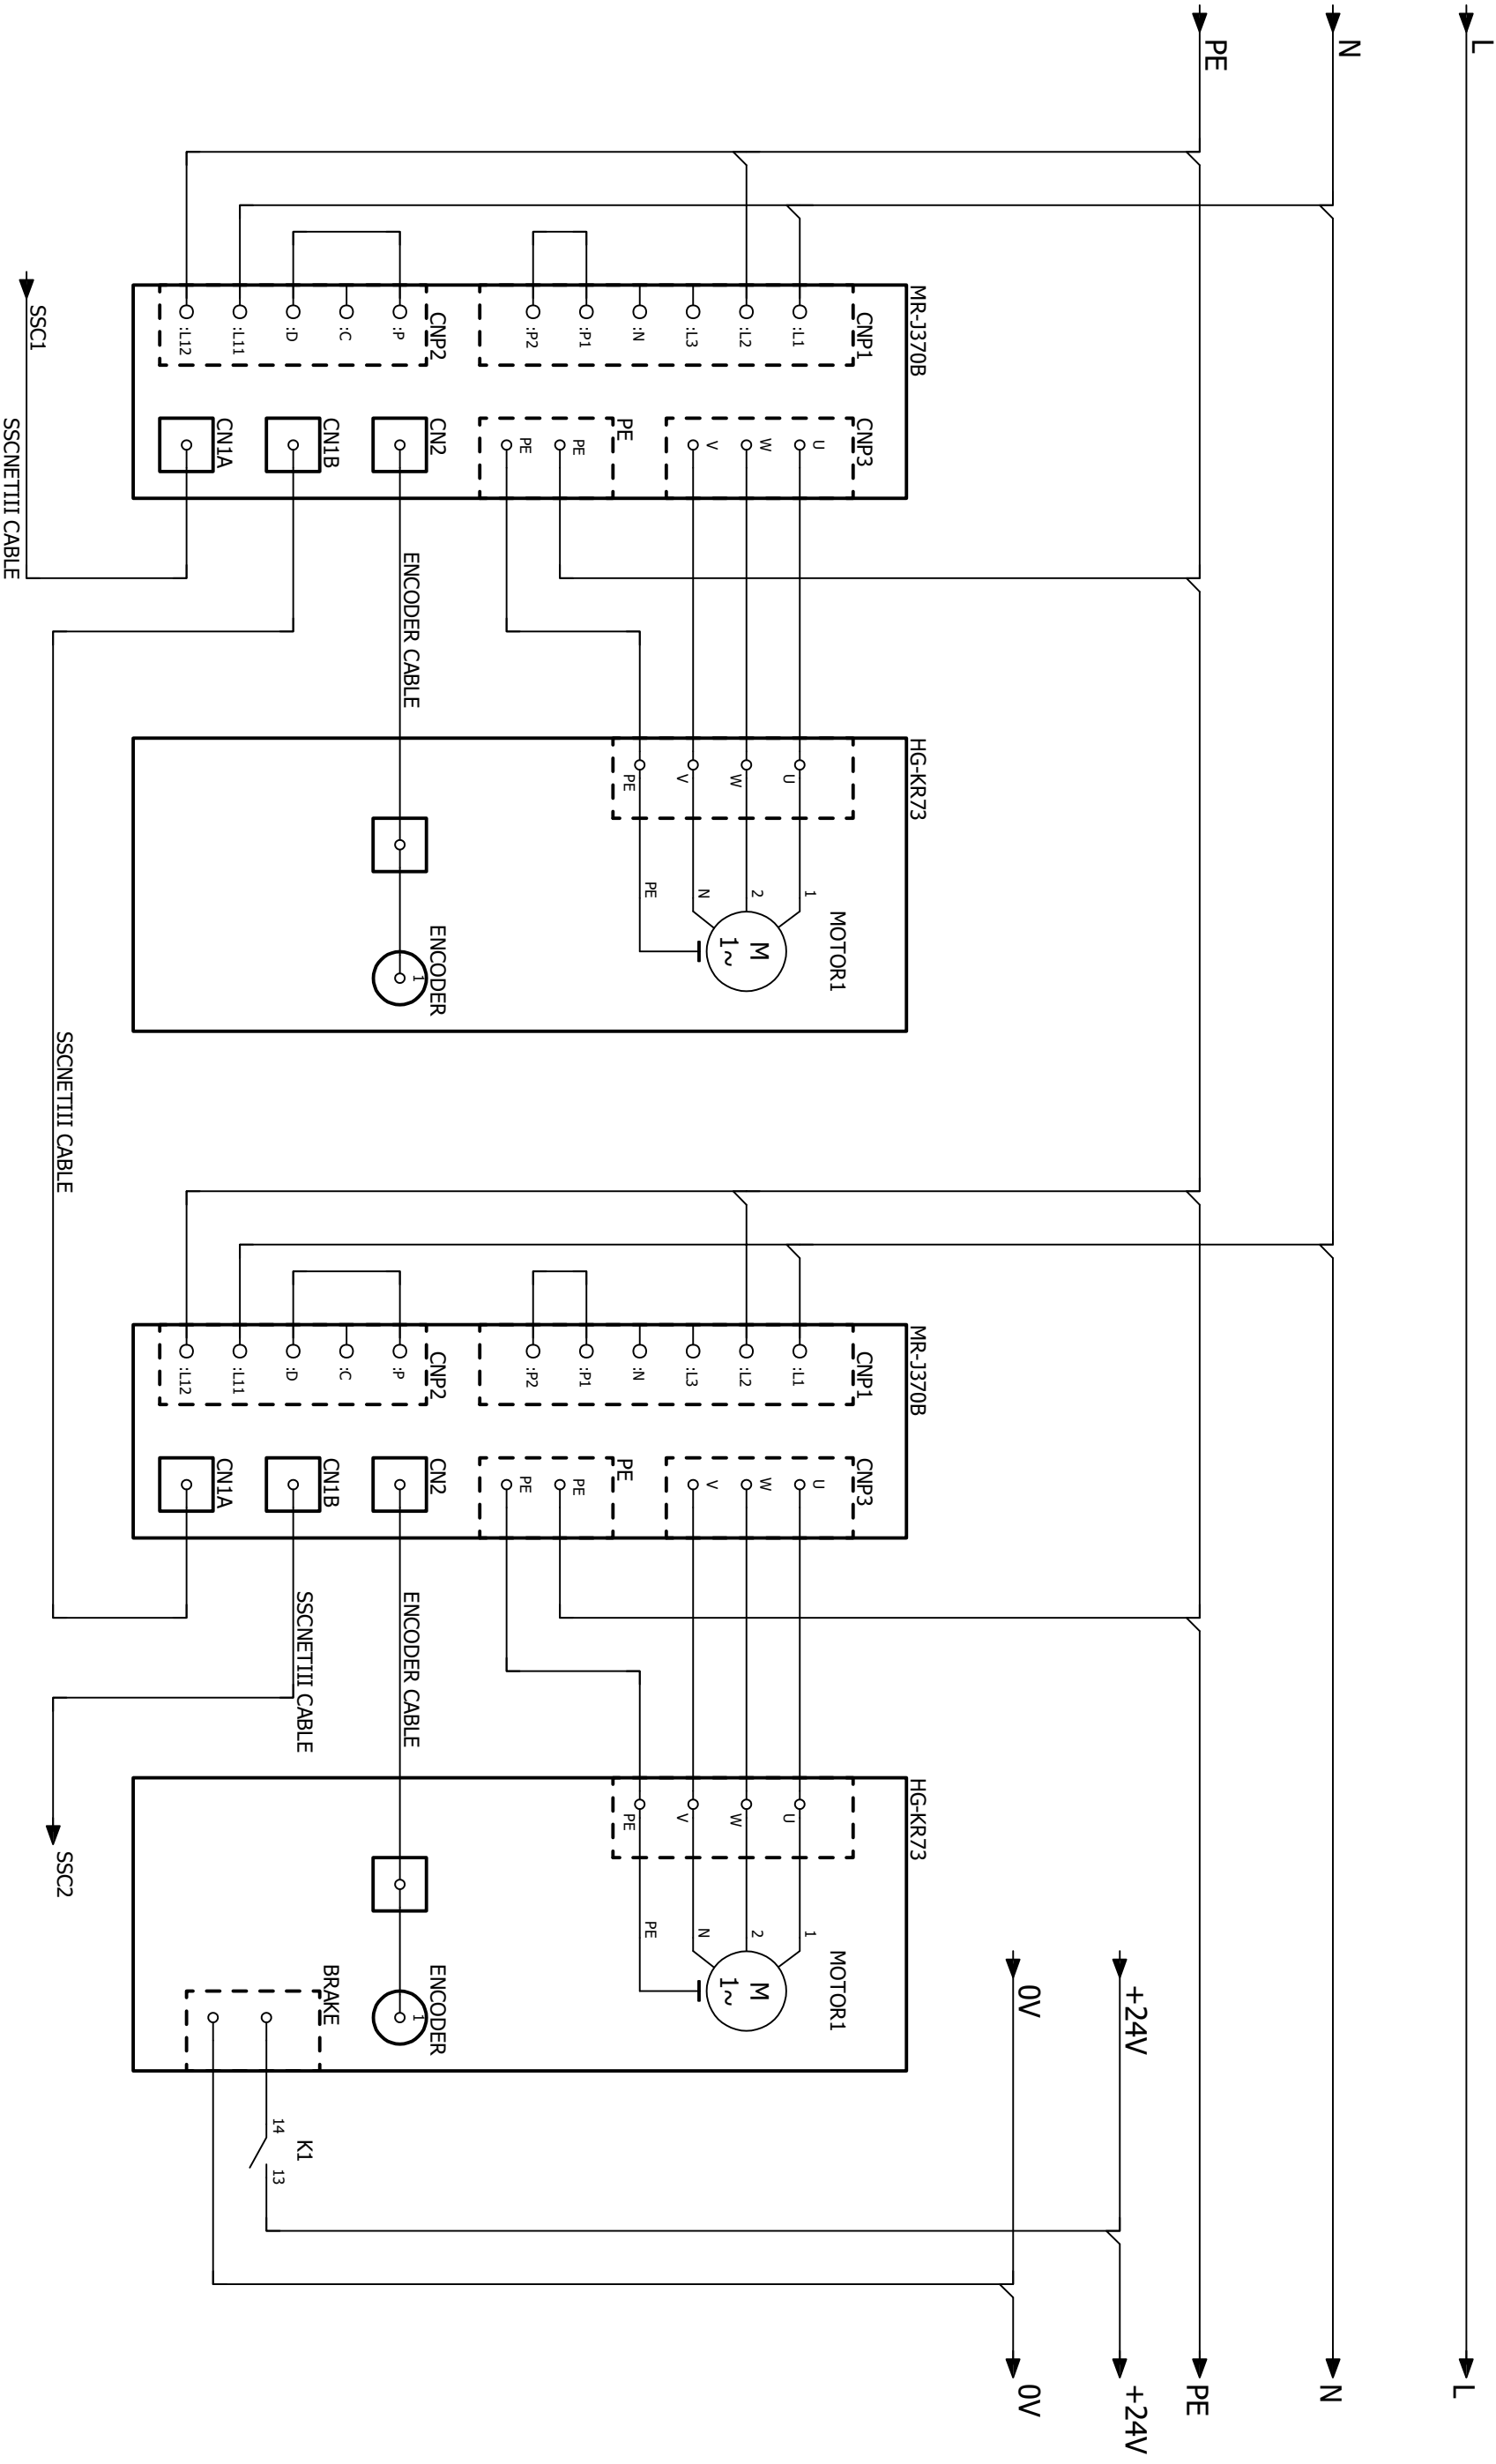 L
N
PE
MR-J370B
CNP1
:L1
:L2
:L3
:N
:P1
:P2
CNP2
:P
:C
:D
:L11
:L12
CNP3
U
W
V
PE
PE
PE
CN2
CN1B
CN1A
SSC1
SSCNETIII CABLE
ENCODER CABLE
HG-KR73
U
W
V
PE
1
2
N
PE
MOTOR1
M
1~
ENCODER
1
SSCNETIII CABLE
MR-J370B
CNP1
:L1
:L2
:L3
:N
:P1
:P2
CNP2
:P
:C
:D
:L11
:L12
CNP3
U
W
V
PE
PE
PE
CN2
CN1B
CN1A
ENCODER CABLE
SSCNETIII CABLE
SSC2
HG-KR73
U
W
V
PE
1
2
N
PE
MOTOR1
M
1~
ENCODER
1
BRAKE
14
K1
13
+24V
0V
L
N
PE
+24V
0V